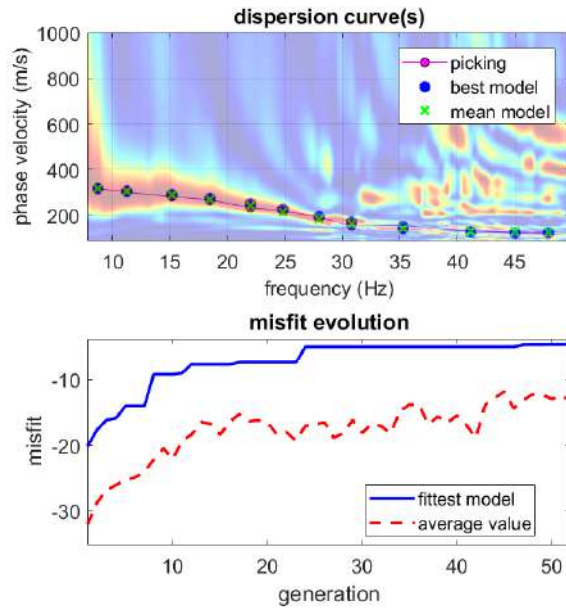 dispersion curve(s)
1000
800
600
400
200
phase velocity (m/s)
picking
best model
mean model
10 15 20 25 30 35 40 45
frequency (Hz)
misfit evolution
-10
-20
-30
misfit
fittest model
average value
10 20 30 40 50
generation